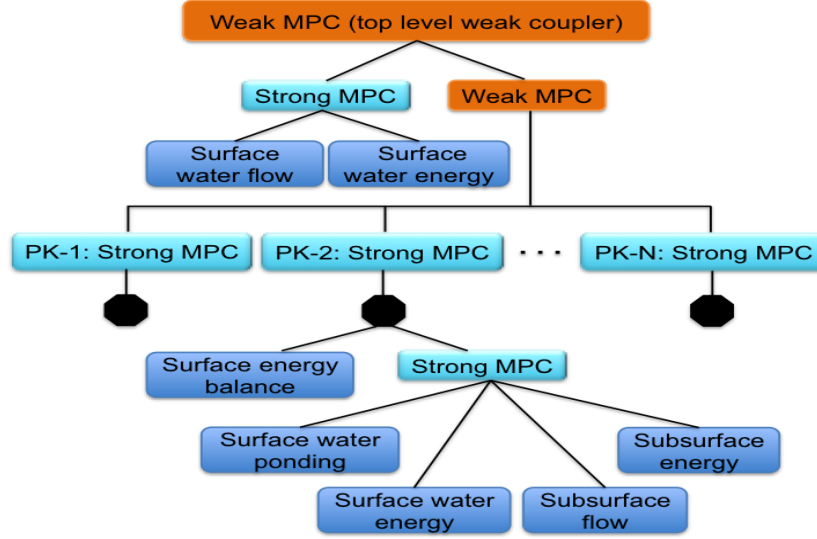 Weak MPC (top level weak coupler)
Strong MPC
Weak MPC
Surface
water flow
Surface
water energy
PK-1: Strong MPC
PK-2: Strong MPC
. . .
PK-N: Strong MPC
Surface energy
balance
Strong MPC
Surface water
ponding
Subsurface
energy
Surface water
energy
Subsurface
flow